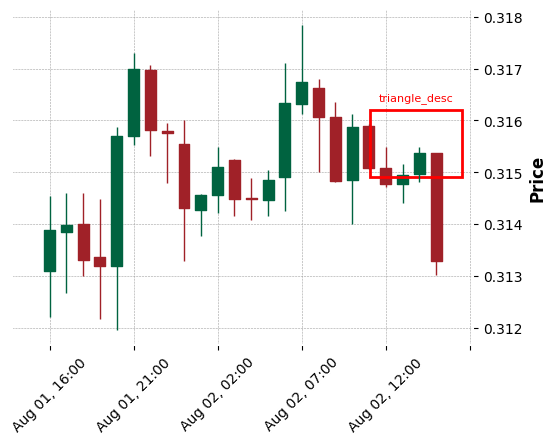 0.318
0.317
triangle_desc
0.316
0.315
0.314
0.313
0.312
Price
Aug 01, 16:00
Aug 01, 21:00
Aug 02, 02:00
Aug 02, 07:00
Aug 02, 12:00